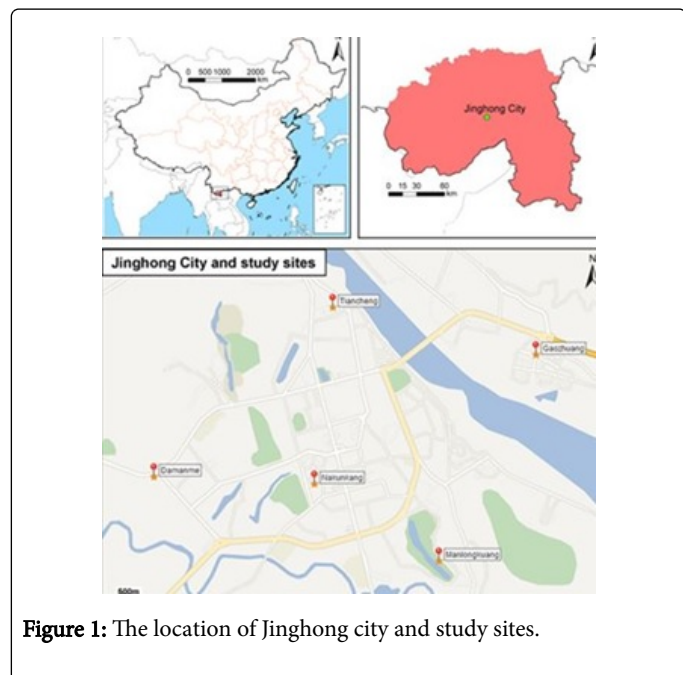 0 500 1000 2000
km
Jinghong City
0 15 30 60
km
Jinghong City and study sites
N
Tiancheng
Gaozhuang
Damanme
Manlongkuang
500m
Figure 1: The location of Jinghong city and study sites.